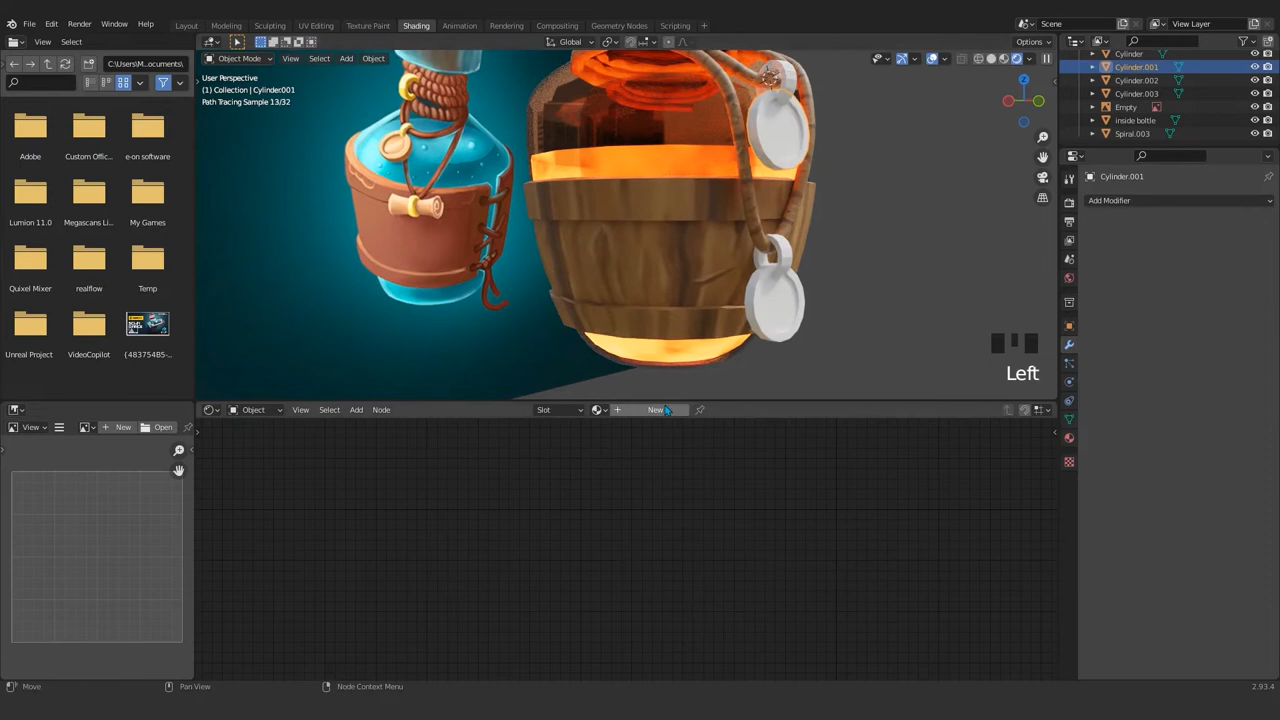 File Edit Render Window Help Layout Modeling Sculpting UV Editing Texture Paint Shading Animation Rendering Compositing Geometry Nodes Scripting + Scene View Layer
View Select Global Options
C:\Users\M..ocuments\ Object Mode View Select Add Object
User Perspective
(1) Collection | Cylinder.001
Path Tracing Sample 13/32
Cylinder
Cylinder.001
Cylinder.002
Cylinder.003
Empty
inside boltle
Spiral.003
Z
Adobe Custom Offic... e-on software
Lumion 11.0 Megascans Li... My Games
Quixel Mixer realflow Temp
Unreal Project VideoCopilot {483754B5-...
Cylinder.001
Add Modifier
Left
Object View Select Add Node Slot + New
View + New Open
Move Pan View Node Context Menu 2.93.4